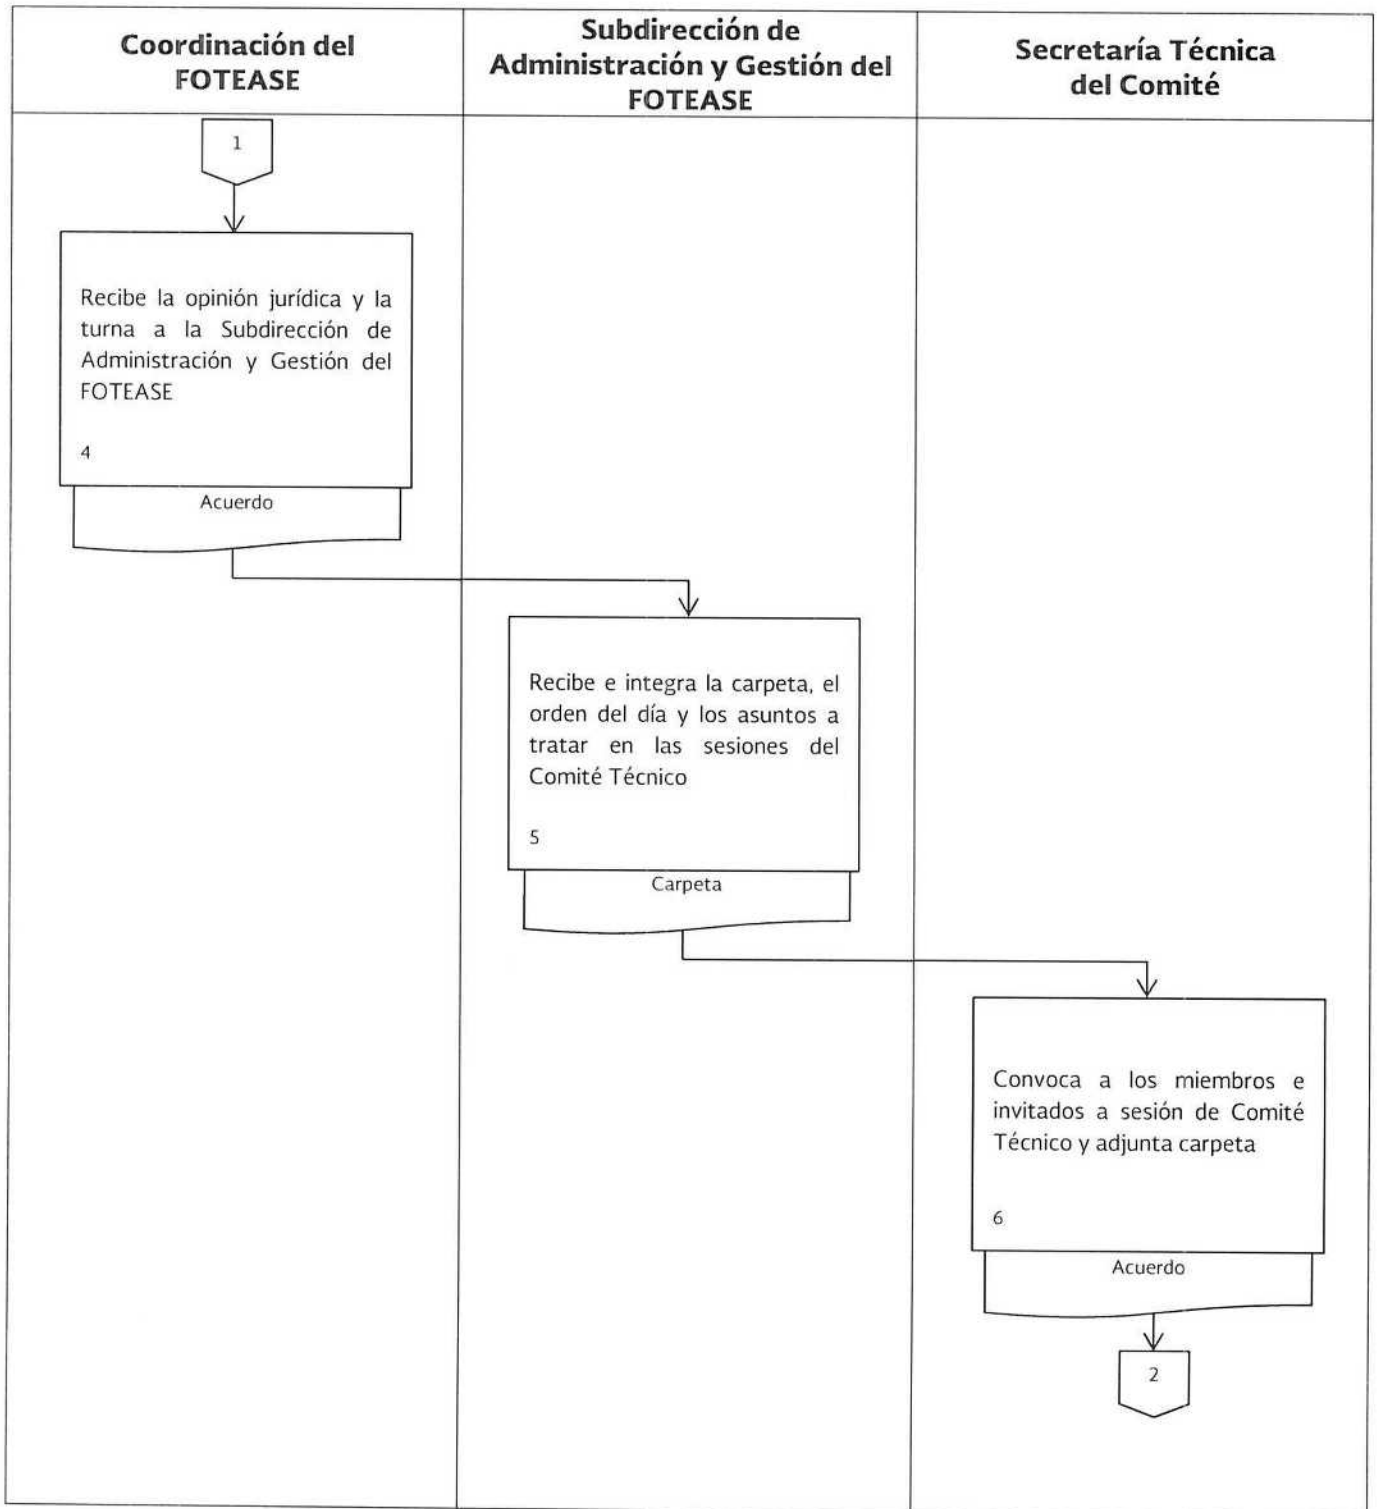 Coordinación del
FOTEASE
Subdirección de
Administración y Gestión del
FOTEASE
Secretaría Técnica
del Comité
1
Recibe la opinión jurídica y la
turna a la Subdirección de
Administración y Gestión del
FOTEASE
4
Acuerdo
Recibe e integra la carpeta, el
orden del día y los asuntos a
tratar en las sesiones del
Comité Técnico
5
Carpeta
Convoca a los miembros e
invitados a sesión de Comité
Técnico y adjunta carpeta
6
Acuerdo
2